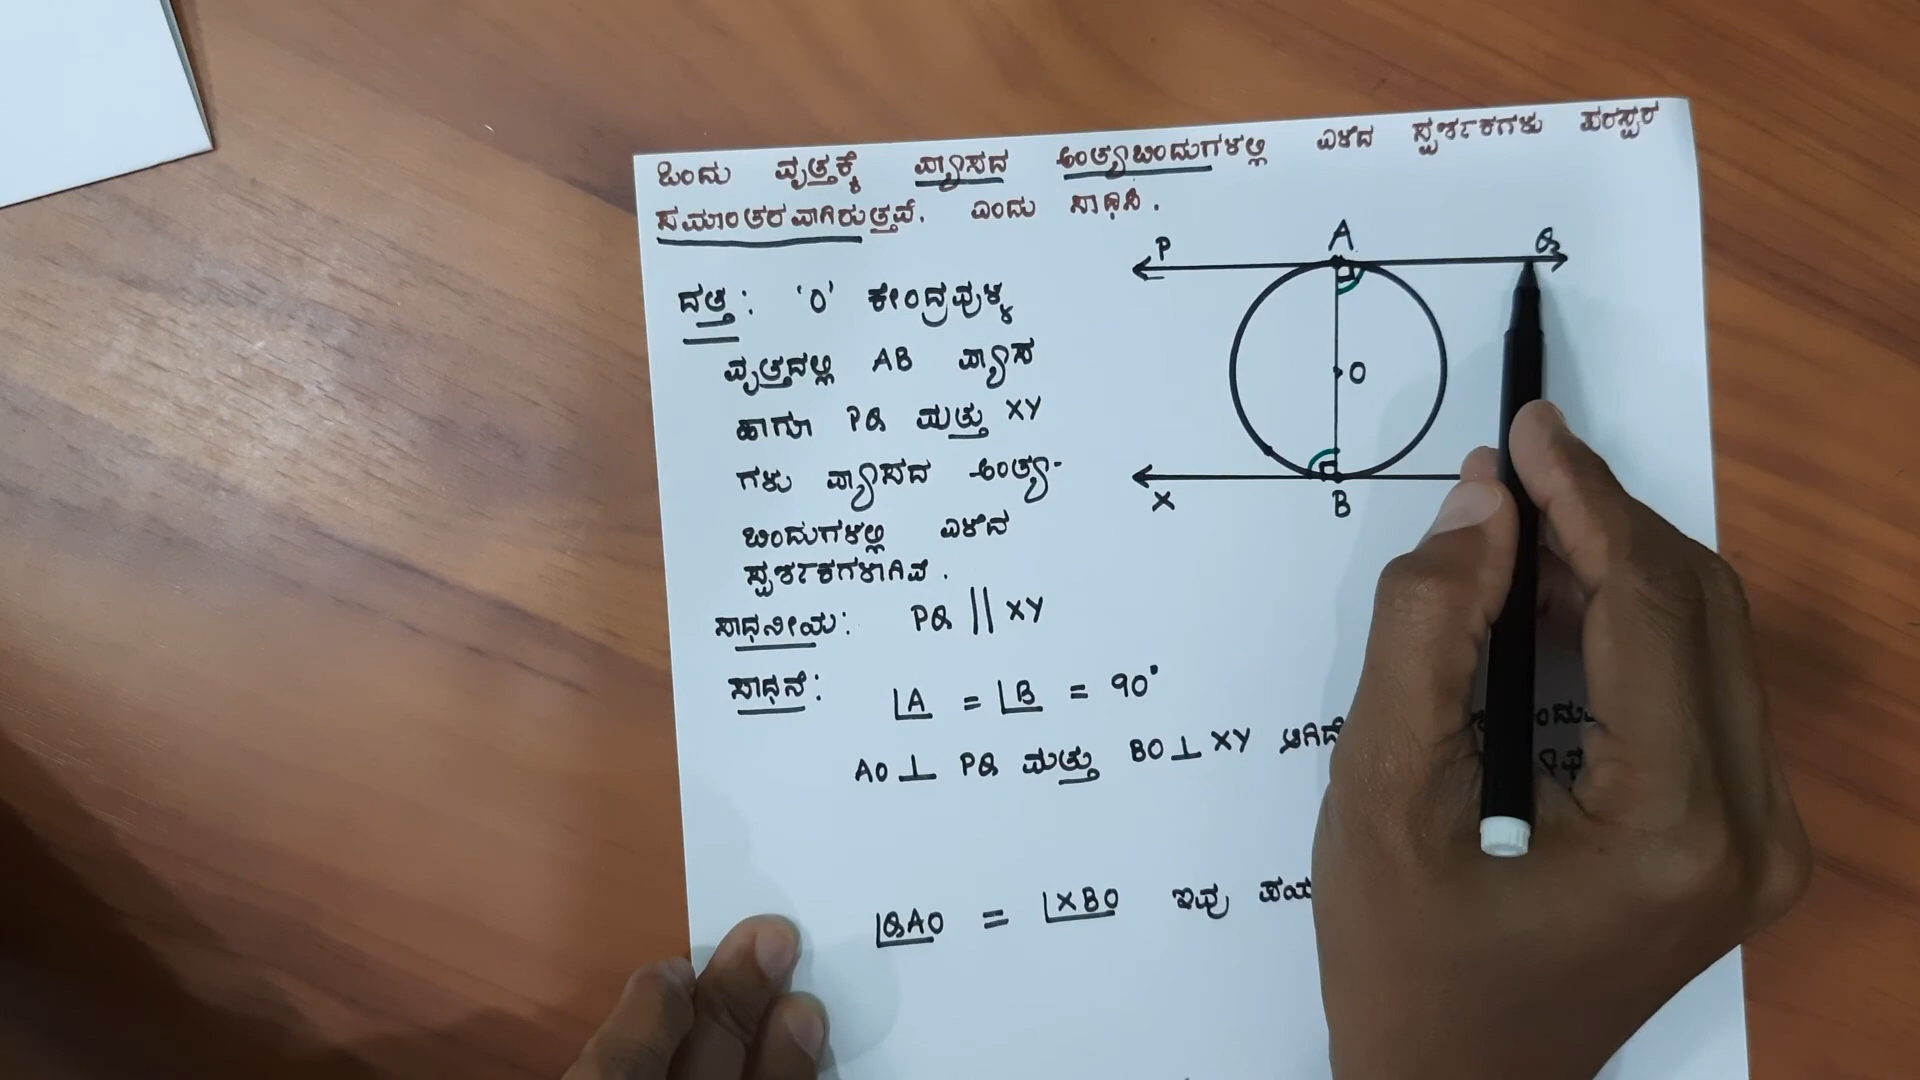 ಒಂದು ವೃತ್ತಕ್ಕೆ ವ್ಯಾಸದ ಅಂತ್ಯಬಿಂದುಗಳಲ್ಲಿ ಎಳೆದ ಸ್ಪರ್ಶಕಗಳು ಪರಸ್ಪರ
ಸಮಾಂತರವಾಗಿರುತ್ತವೆ. ಎಂದು ಸಾಧಿಸಿ.
A
P Q
ದತ್ತ: 'O' ಕೇಂದ್ರವುಳ್ಳ
ವೃತ್ತದಲ್ಲಿ AB ವ್ಯಾಸ
O
ಹಾಗೂ PQ ಮತ್ತು XY
ಗಳು ವ್ಯಾಸದ ಅಂತ್ಯ-
X B
ಬಿಂದುಗಳಲ್ಲಿ ಎಳೆದ
ಸ್ಪರ್ಶಕಗಳಾಗಿವೆ.
ಸಾಧನೀಯ: PQ || XY
ಸಾಧನೆ: ∟A = ∟B = 90°
AO ⊥ PQ ಮತ್ತು BO ⊥ XY ಆಗಿದೆ
∟QAO = ∟XBO ಇವು